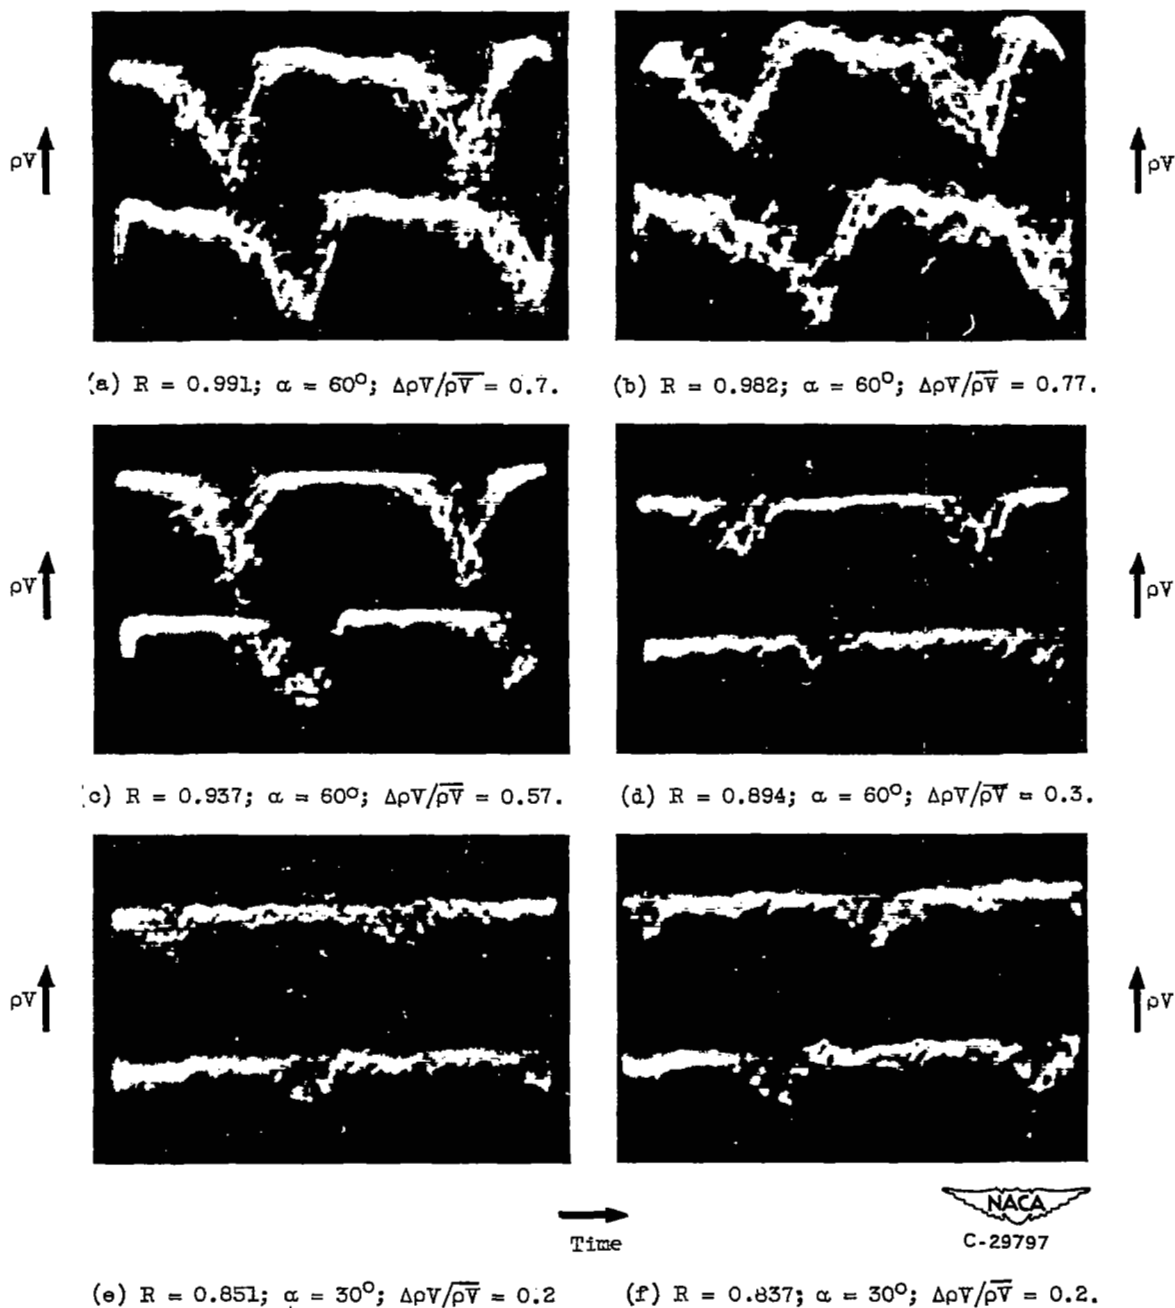 ρV
ρV
(a) R = 0.991; α = 60°; ΔρV/ρV̅ = 0.7.
(b) R = 0.982; α = 60°; ΔρV/ρV̅ = 0.77.
ρV
ρV
(c) R = 0.937; α = 60°; ΔρV/ρV̅ = 0.57.
(d) R = 0.894; α = 60°; ΔρV/ρV̅ = 0.3.
ρV
ρV
NACA
C-29797
Time
(e) R = 0.851; α = 30°; ΔρV/ρV̅ = 0.2
(f) R = 0.837; α = 30°; ΔρV/ρV̅ = 0.2.